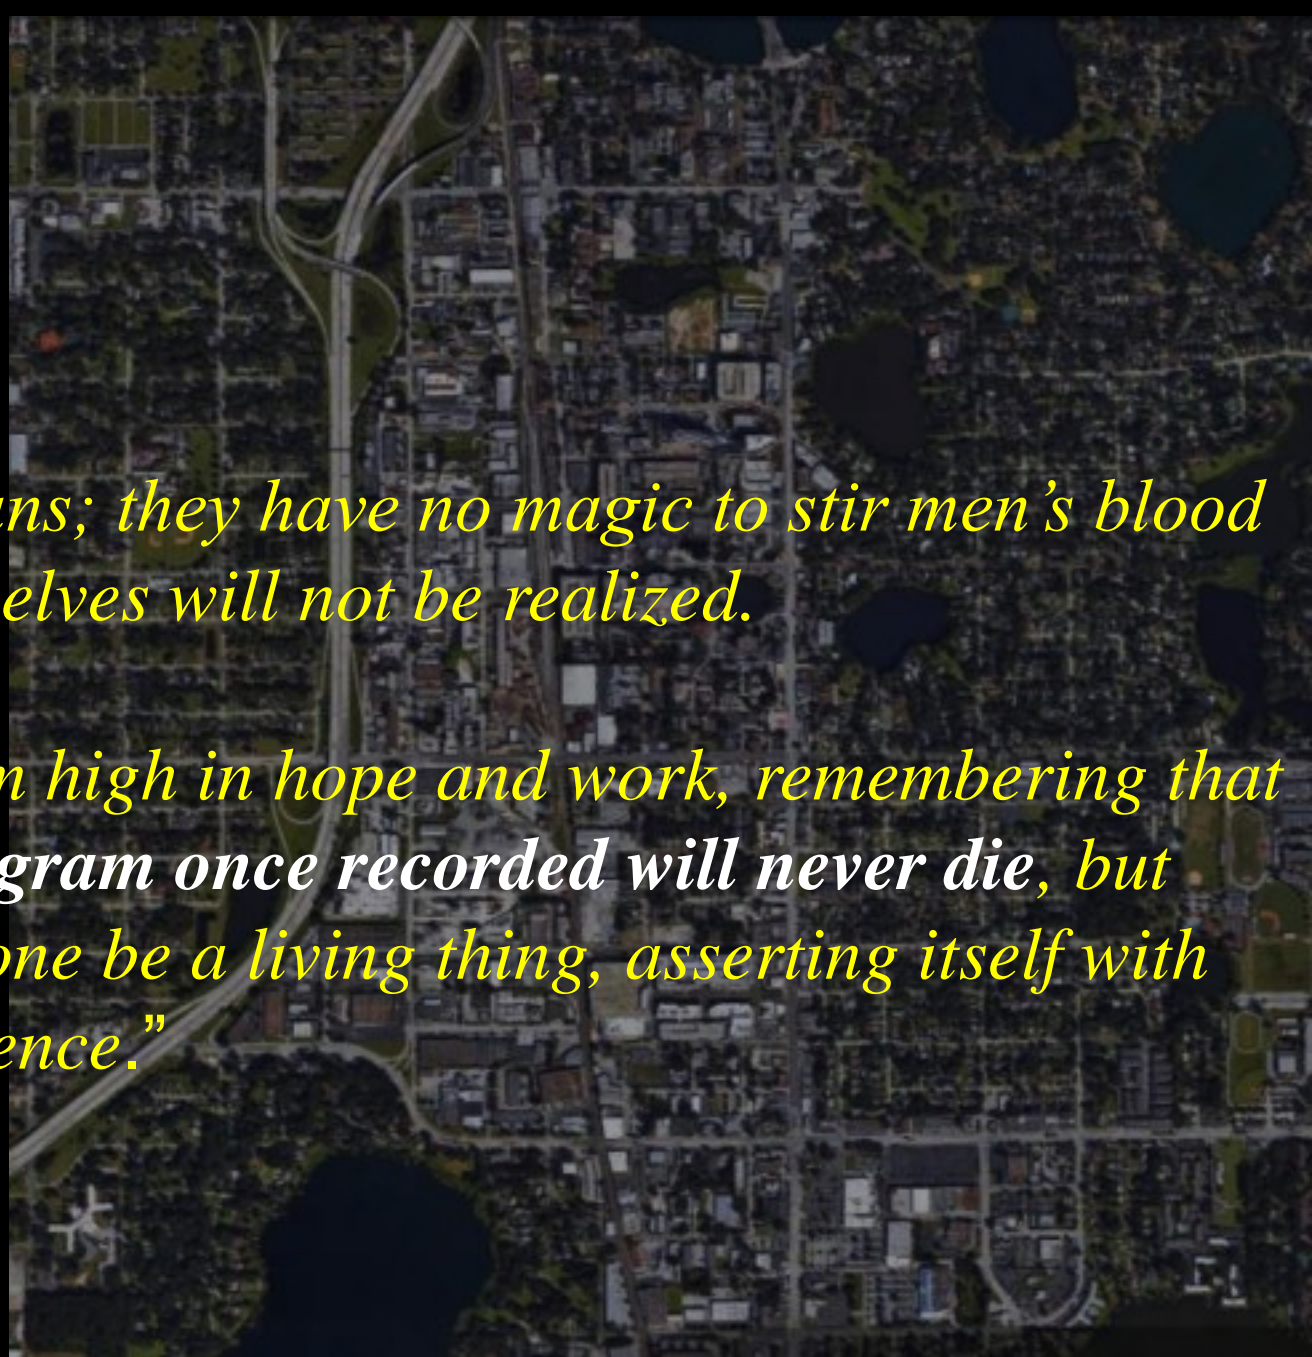 ans; they have no magic to stir men’s blood
elves will not be realized.
n high in hope and work, remembering that
gram once recorded will never die, but
one be a living thing, asserting itself with
ence.”